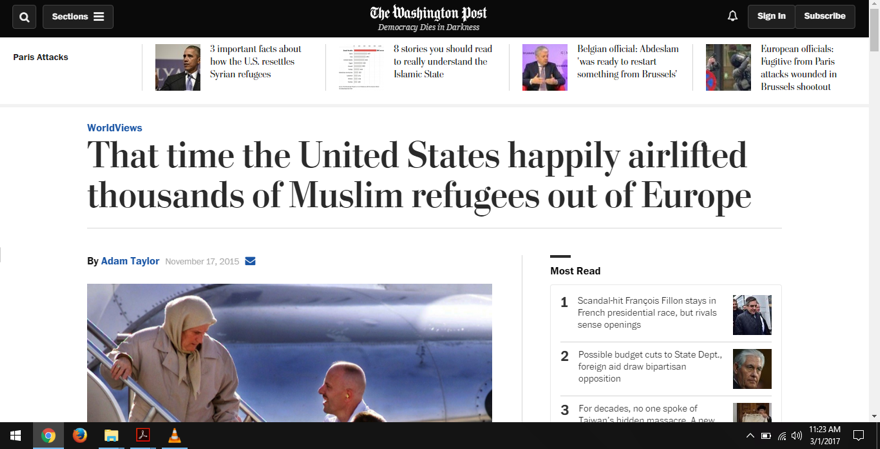 Sections
The Washington Post
Democracy Dies in Darkness
Sign In
Subscribe
Paris Attacks
3 important facts about
how the U.S. resettles
Syrian refugees
8 stories you should read
to really understand the
Islamic State
Belgian official: Abdeslam
'was ready to restart
something from Brussels'
European officials:
Fugitive from Paris
attacks wounded in
Brussels shootout
WorldViews
That time the United States happily airlifted
thousands of Muslim refugees out of Europe
By Adam Taylor November 17, 2015
Most Read
1 Scandal-hit François Fillon stays in
French presidential race, but rivals
sense openings
2 Possible budget cuts to State Dept.,
foreign aid draw bipartisan
opposition
3 For decades, no one spoke of
Taiwan's hidden massacre. A new
11:23 AM
3/1/2017